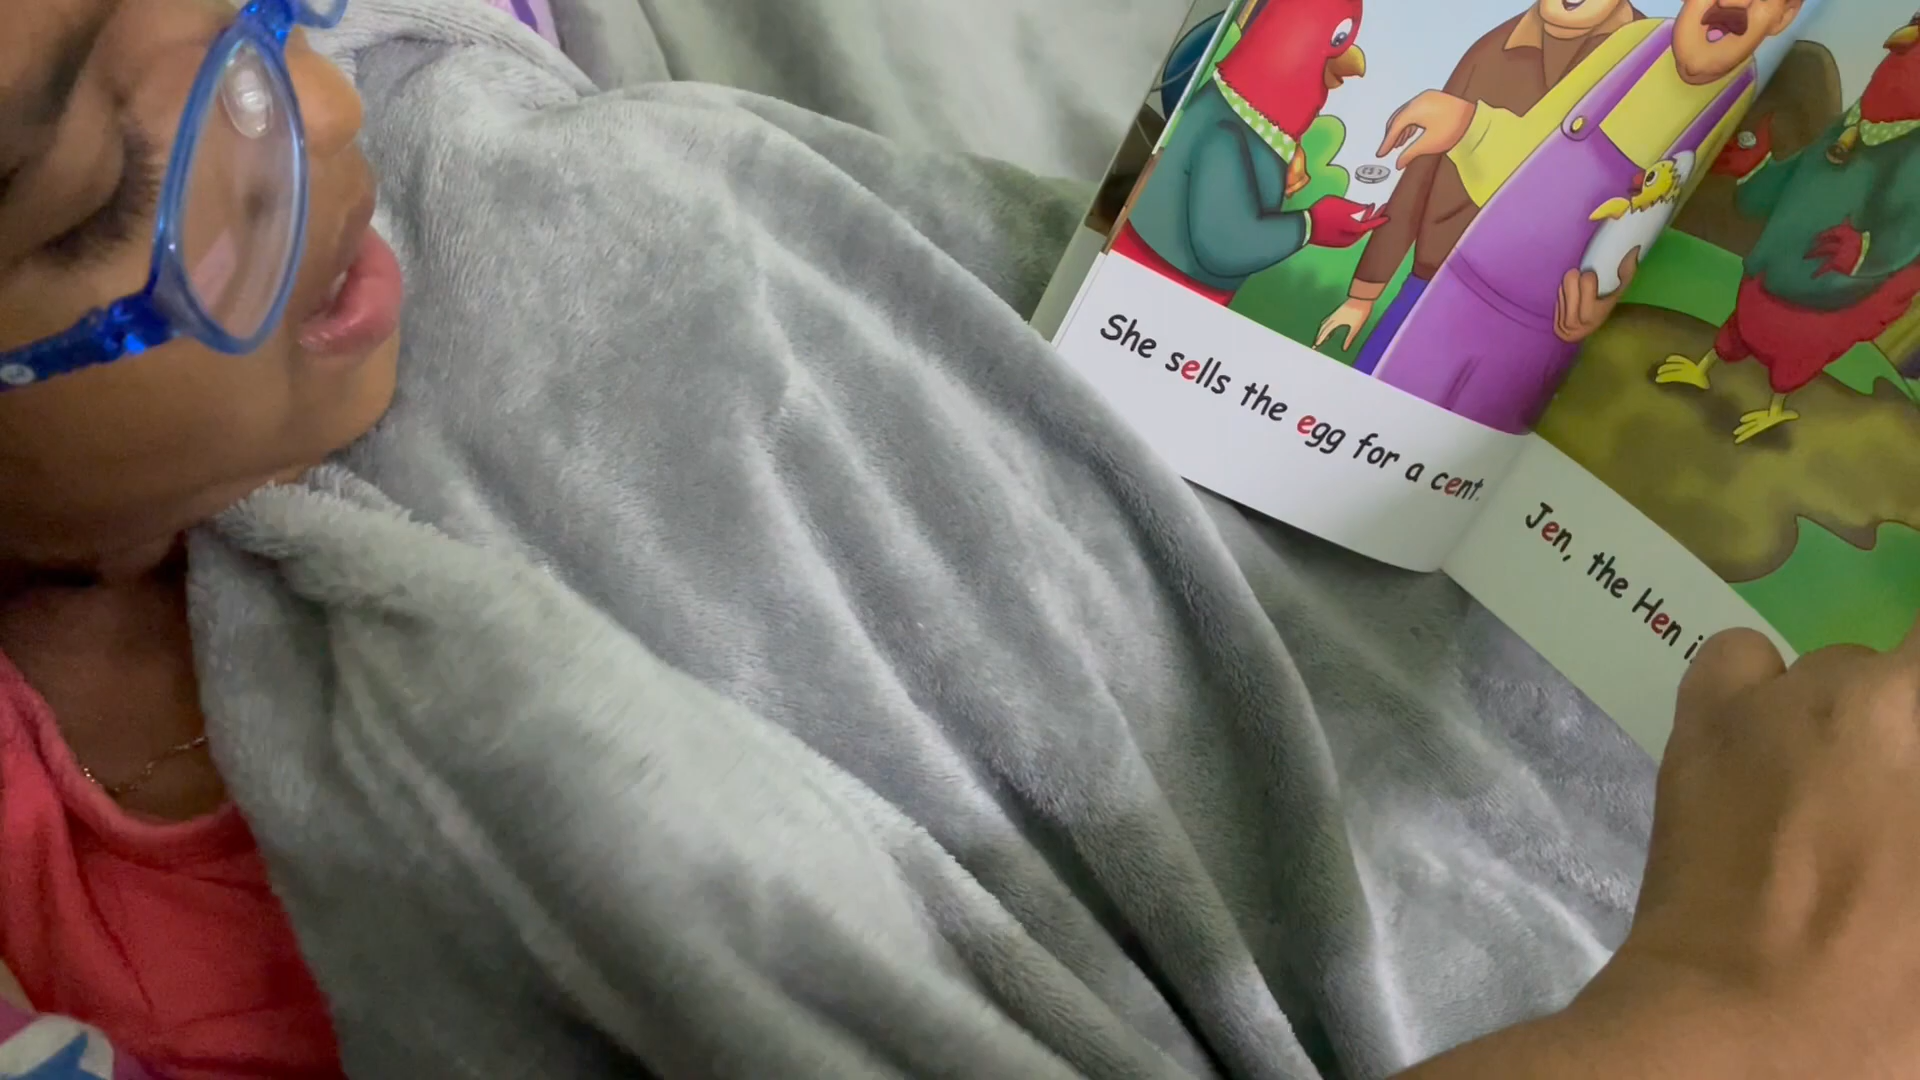 She sells the egg for a cent.
Jen, the Hen